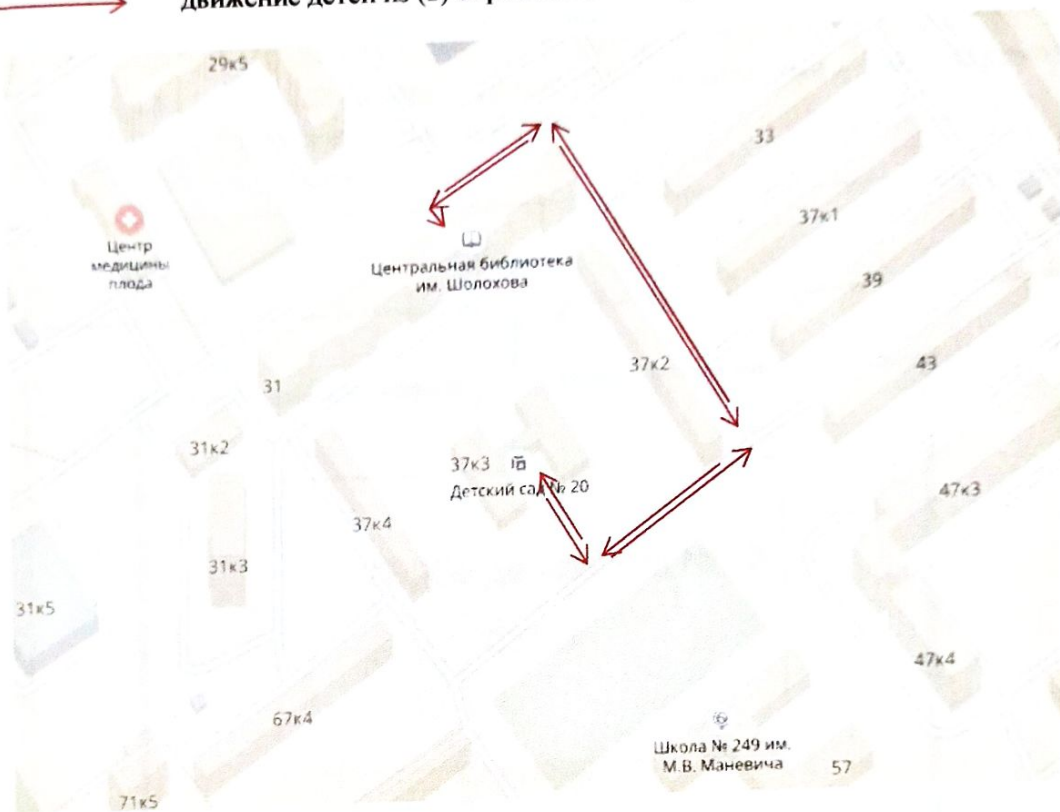 движение детей из (в)
29к5
33
37к1
Центр
медицины
плода
Центральная библиотека
им. Шолохова
39
37к2
43
31
31к2
37к3
Детский сад № 20
47к3
37к4
31к3
31к5
47к4
67к4
Школа № 249 им.
М.В. Маневича
57
71к5